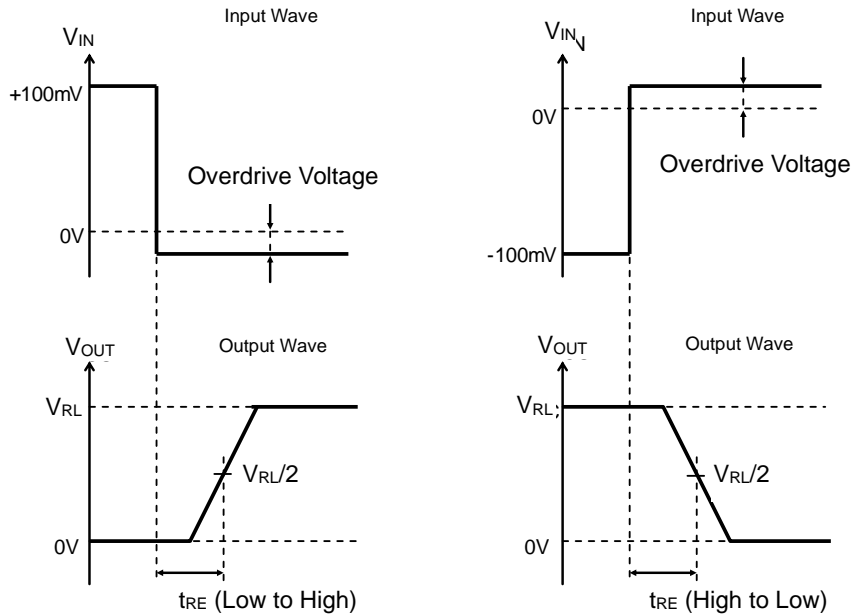 Input Wave
VIN
+100mV
Overdrive Voltage
0V
VOUT
Output Wave
VRL
VRL/2
0V
tRE (Low to High)
Input Wave
VIN
0V
Overdrive Voltage
-100mV
VOUT
Output Wave
VRL
VRL/2
0V
tRE (High to Low)